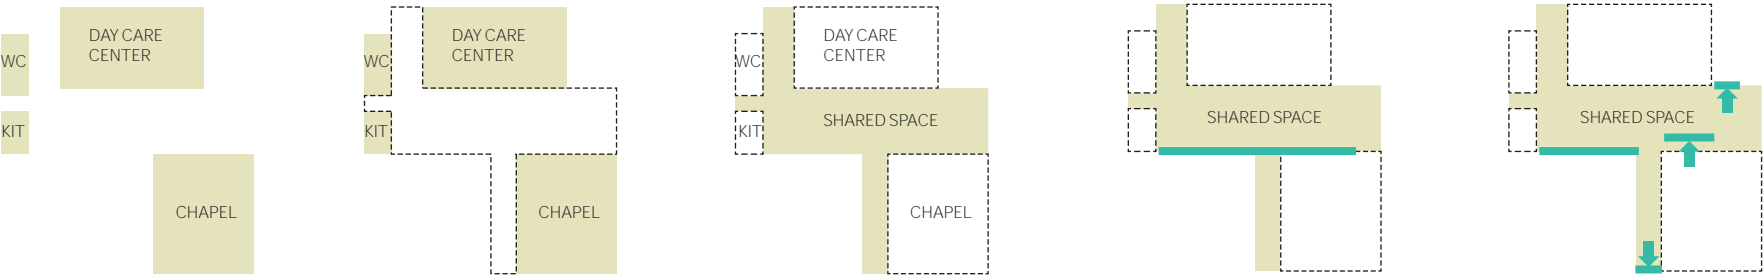 DAY CARE
CENTER
WC
KIT
CHAPEL
DAY CARE
CENTER
WC
KIT
CHAPEL
DAY CARE
CENTER
WC
SHARED SPACE
KIT
CHAPEL
SHARED SPACE
SHARED SPACE